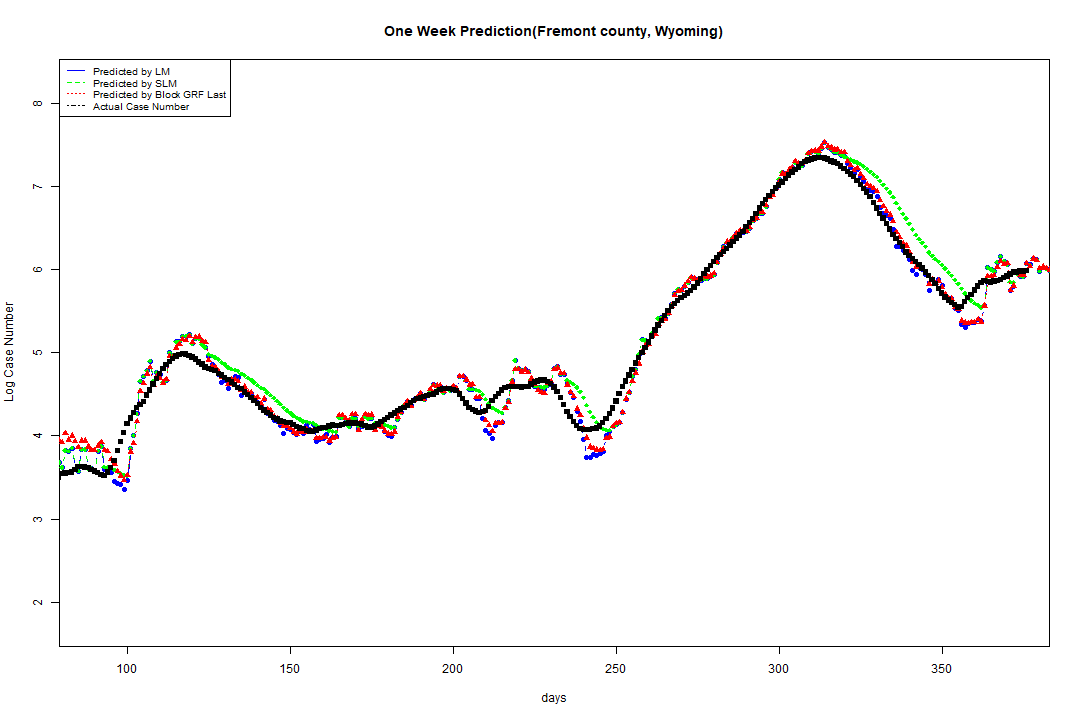 One Week Prediction(Fremont county, Wyoming)
Predicted by LM
Predicted by SLM
Predicted by Block GRF Last
Actual Case Number
8
7
6
5
4
3
2
Log Case Number
100 150 200 250 300 350
days